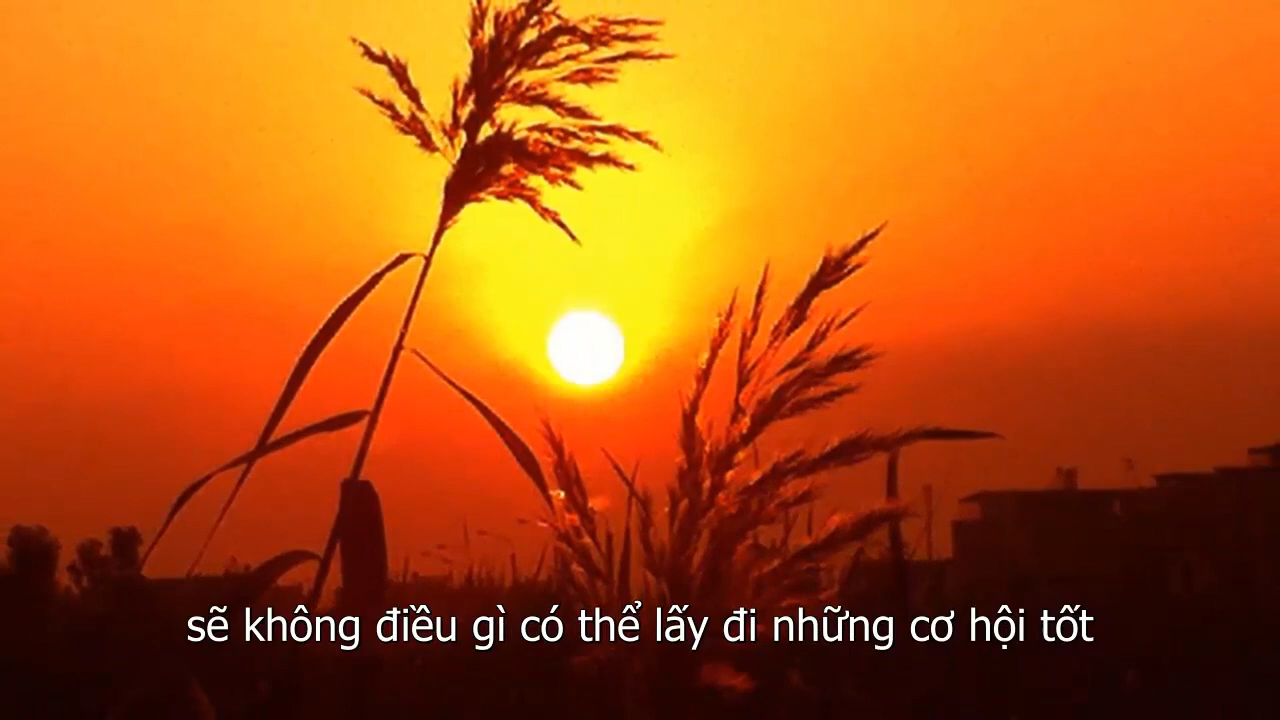 sẽ không điều gì có thể lấy đi những cơ hội tốt